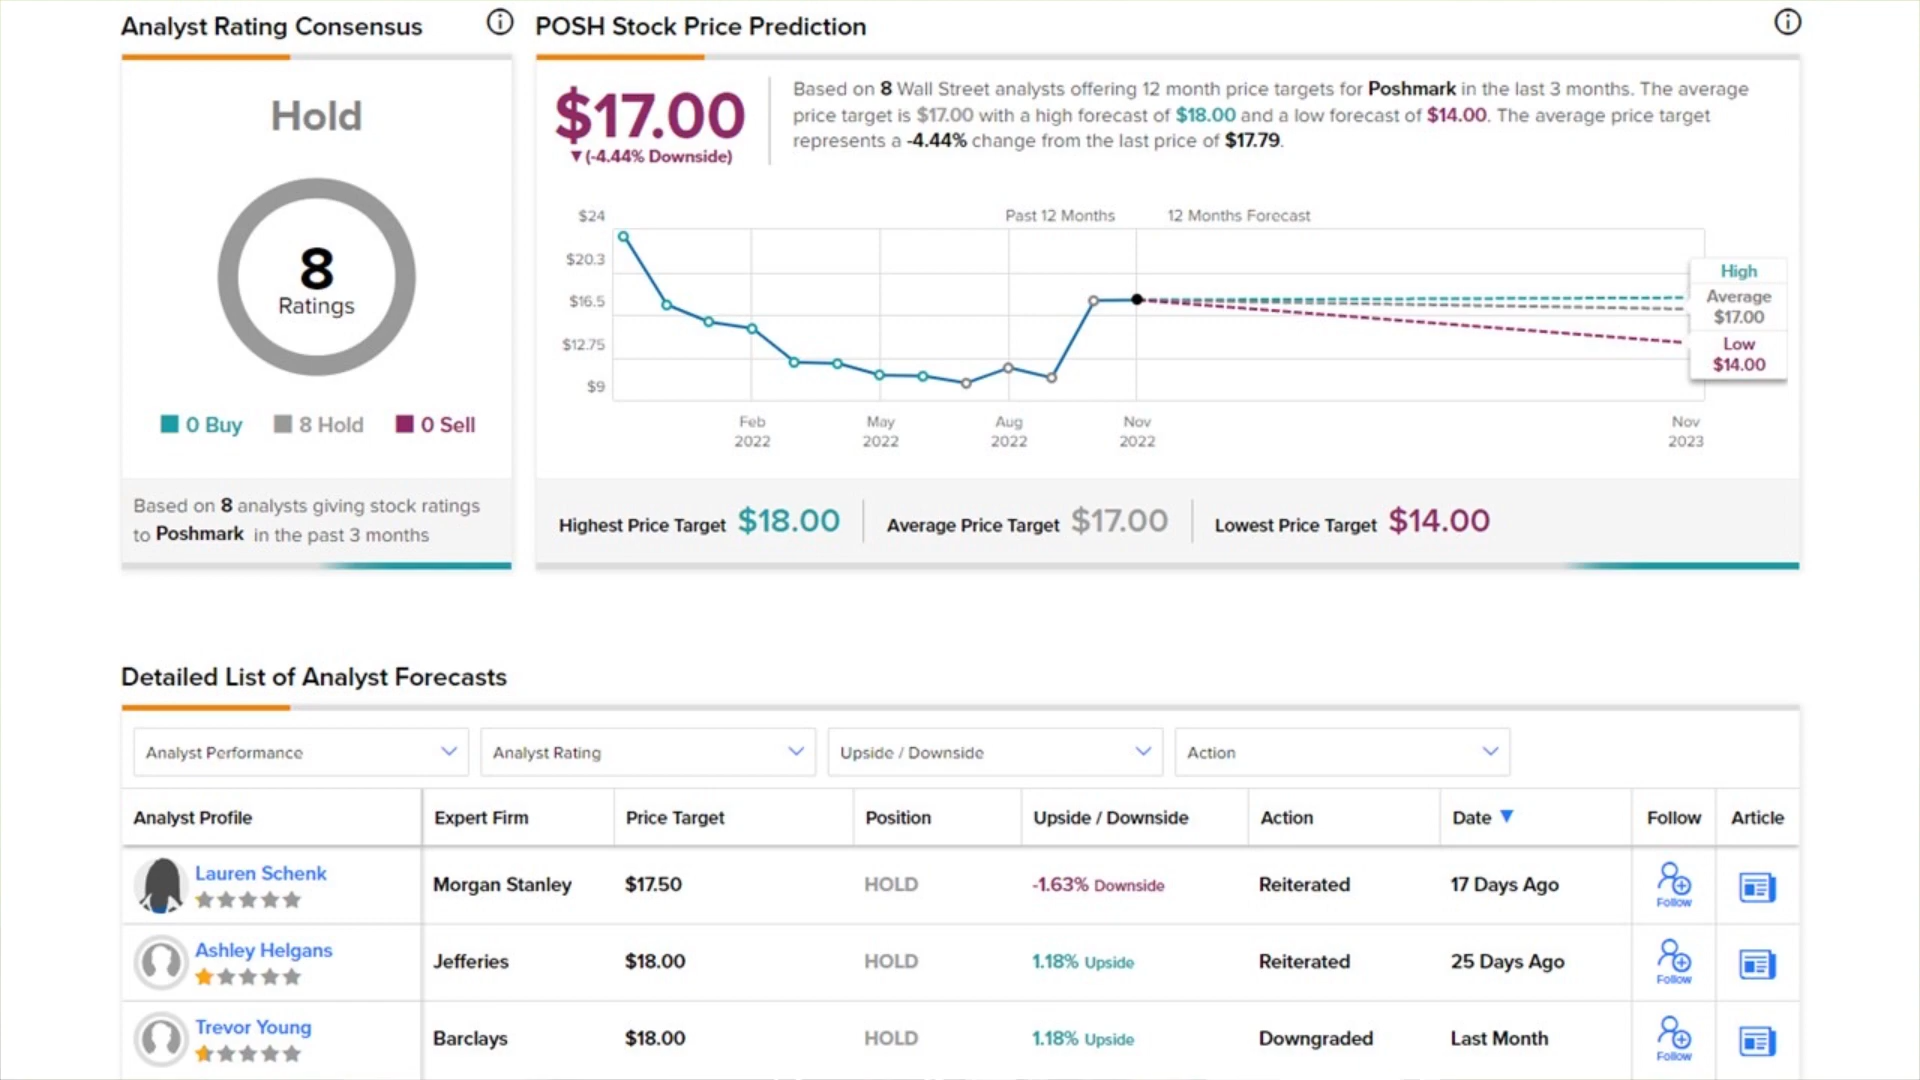 Analyst Rating Consensus
POSH Stock Price Prediction
Hold
8
Ratings
0 Buy
8 Hold
0 Sell
Based on 8 analysts giving stock ratings
to Poshmark in the past 3 months
$17.00
▼(-4.44% Downside)
Based on 8 Wall Street analysts offering 12 month price targets for Poshmark in the last 3 months. The average
price target is $17.00 with a high forecast of $18.00 and a low forecast of $14.00. The average price target
represents a -4.44% change from the last price of $17.79.
Past 12 Months
12 Months Forecast
$24
$20.3
$16.5
$12.75
$9
High
Average
$17.00
Low
$14.00
Feb
2022
May
2022
Aug
2022
Nov
2022
Nov
2023
Highest Price Target $18.00
Average Price Target $17.00
Lowest Price Target $14.00
Detailed List of Analyst Forecasts
Analyst Performance
Analyst Rating
Upside / Downside
Action
Analyst Profile Expert Firm Price Target Position Upside / Downside Action Date ▼ Follow Article
Lauren Schenk Morgan Stanley $17.50 HOLD -1.63% Downside Reiterated 17 Days Ago Follow
Ashley Helgans Jefferies $18.00 HOLD 1.18% Upside Reiterated 25 Days Ago Follow
Trevor Young Barclays $18.00 HOLD 1.18% Upside Downgraded Last Month Follow